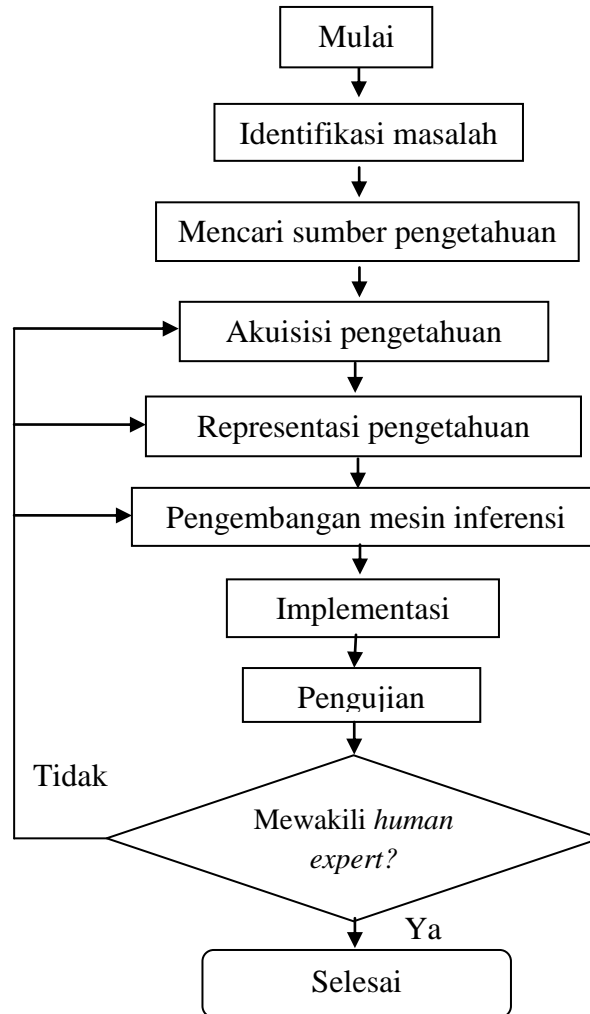 Mulai
Identifikasi masalah
Mencari sumber pengetahuan
Akuisisi pengetahuan
Representasi pengetahuan
Pengembangan mesin inferensi
Implementasi
Pengujian
Tidak
Mewakili human
expert?
Ya
Selesai